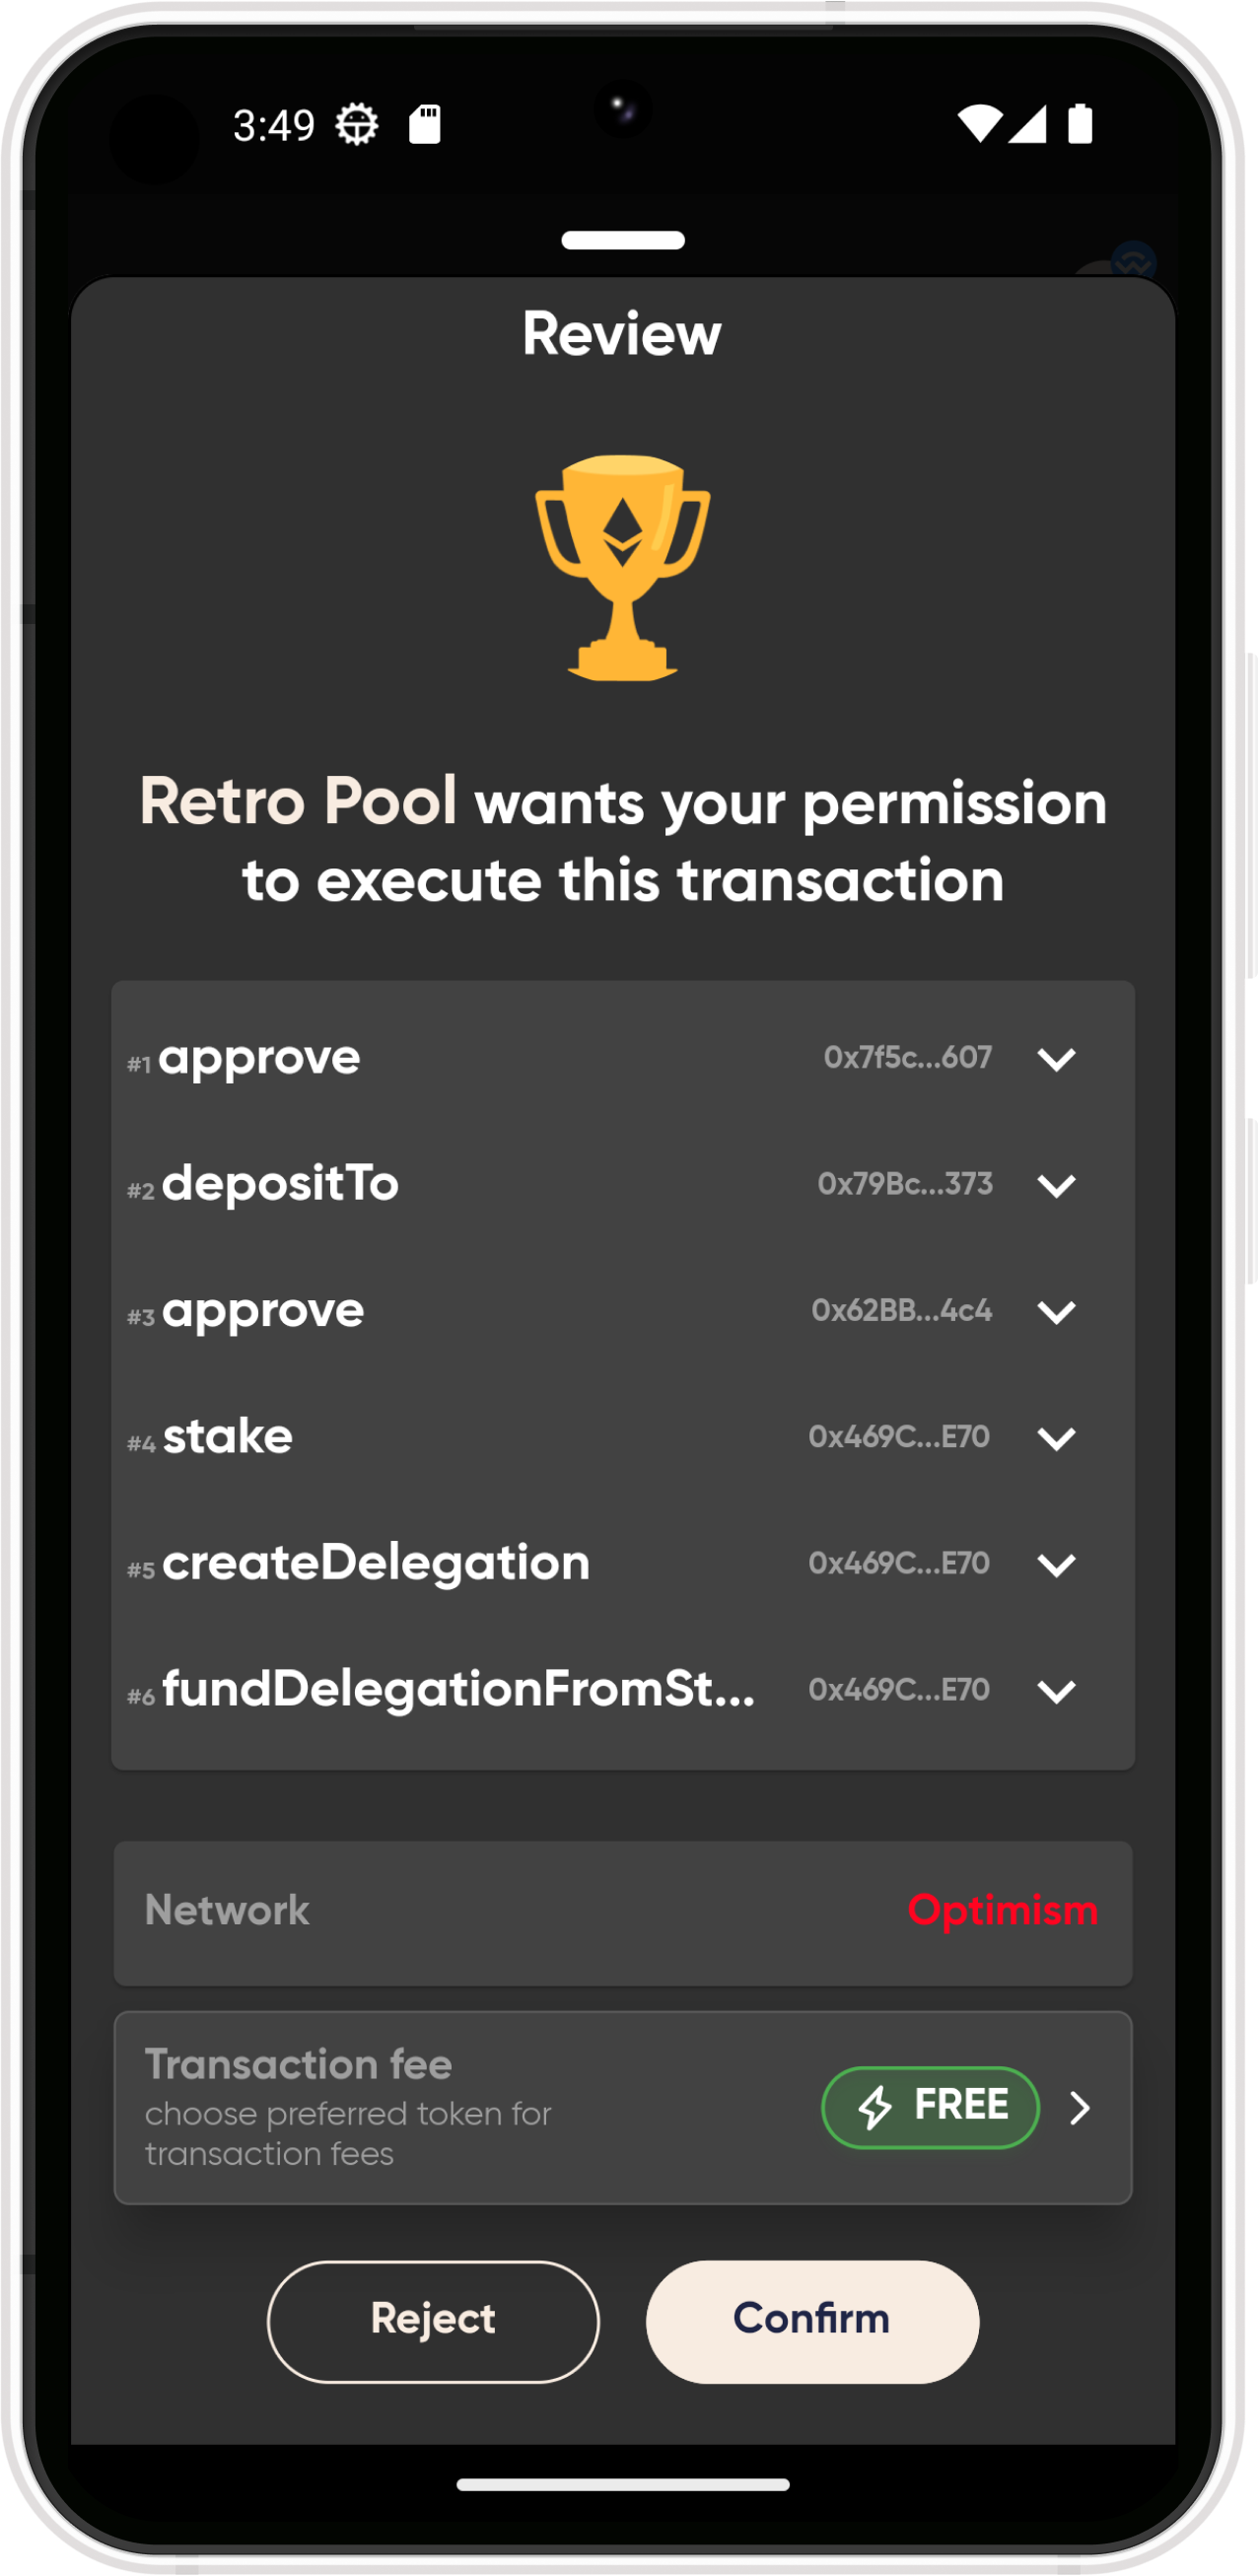 3:49
Review
Retro Pool wants your permission
to execute this transaction
#1 approve 0x7f5c...607
#2 depositTo 0x79Bc...373
#3 approve 0x62BB...4c4
#4 stake 0x469C...E70
#5 createDelegation 0x469C...E70
#6 fundDelegationFromSt... 0x469C...E70
Network Optimism
Transaction fee
choose preferred token for
transaction fees
FREE
Reject Confirm